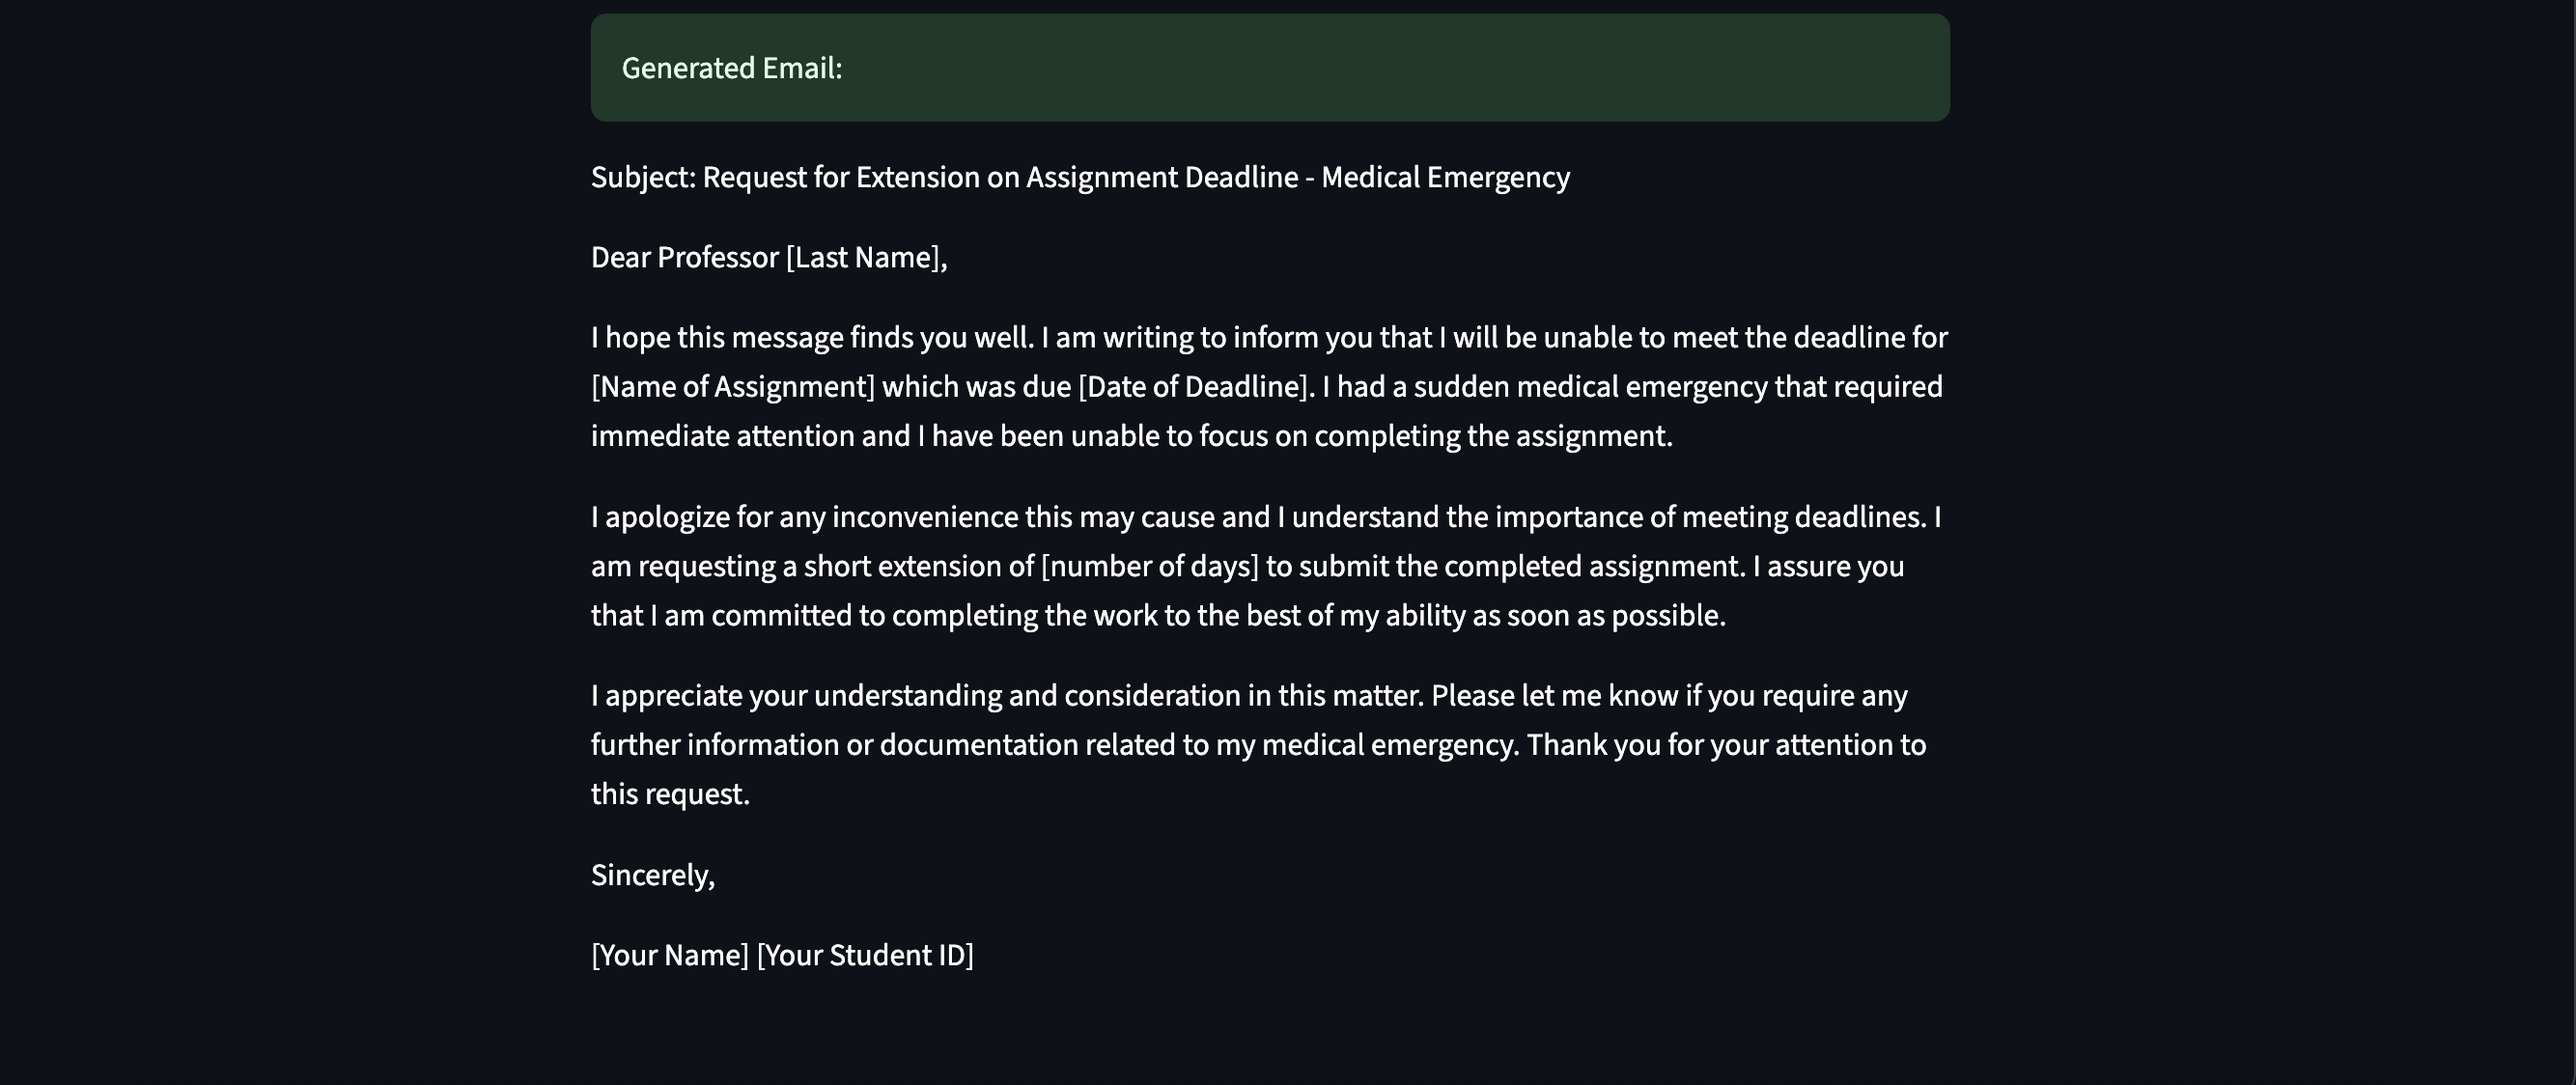 Generated Email:
Subject: Request for Extension on Assignment Deadline - Medical Emergency
Dear Professor [Last Name],
I hope this message finds you well. I am writing to inform you that I will be unable to meet the deadline for
[Name of Assignment] which was due [Date of Deadline]. I had a sudden medical emergency that required
immediate attention and I have been unable to focus on completing the assignment.
I apologize for any inconvenience this may cause and I understand the importance of meeting deadlines. I
am requesting a short extension of [number of days] to submit the completed assignment. I assure you
that I am committed to completing the work to the best of my ability as soon as possible.
I appreciate your understanding and consideration in this matter. Please let me know if you require any
further information or documentation related to my medical emergency. Thank you for your attention to
this request.
Sincerely,
[Your Name] [Your Student ID]